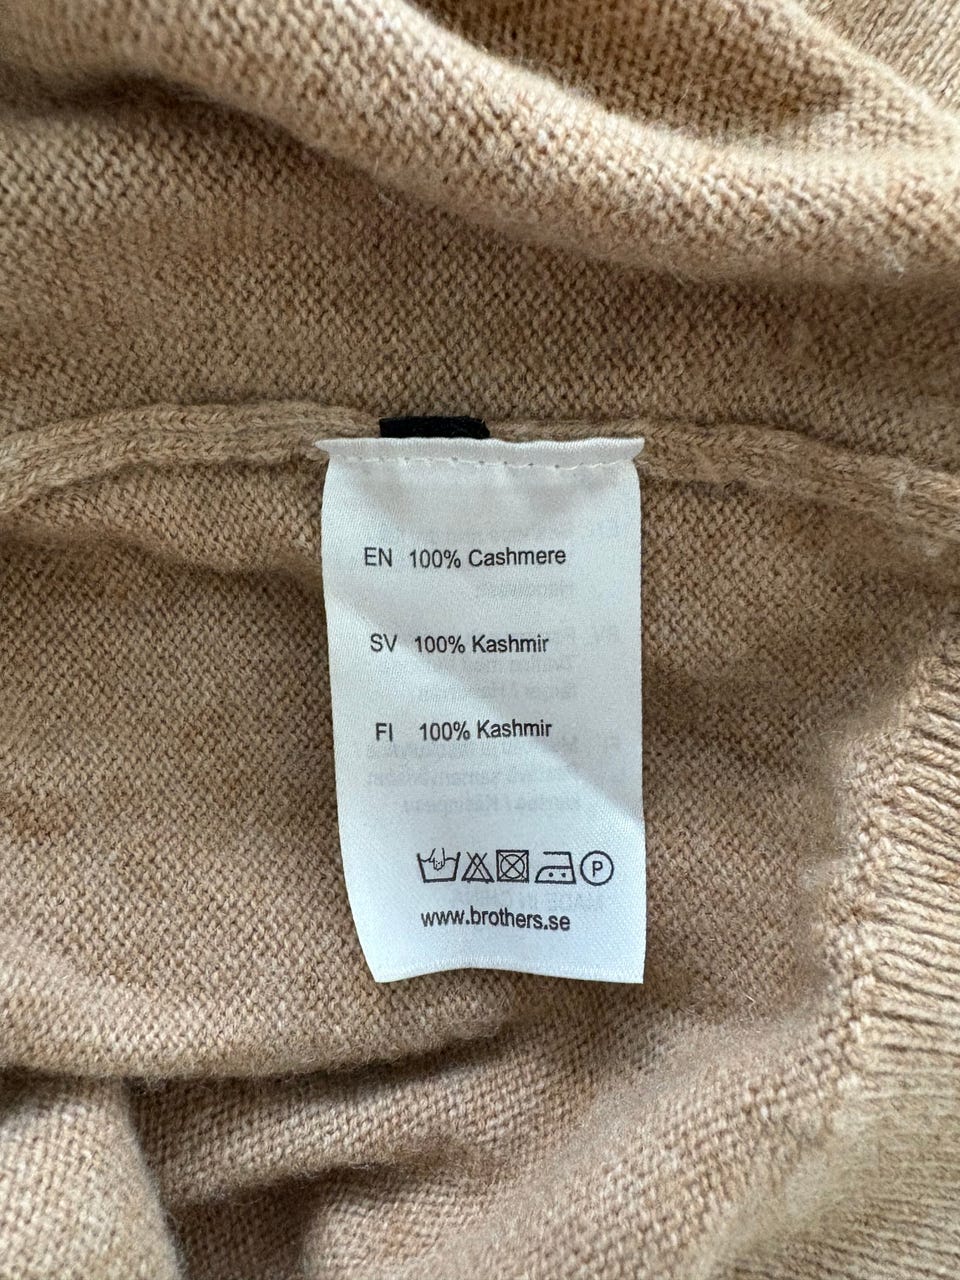 EN 100% Cashmere
SV 100% Kashmir
FI 100% Kashmir
P
www.brothers.se